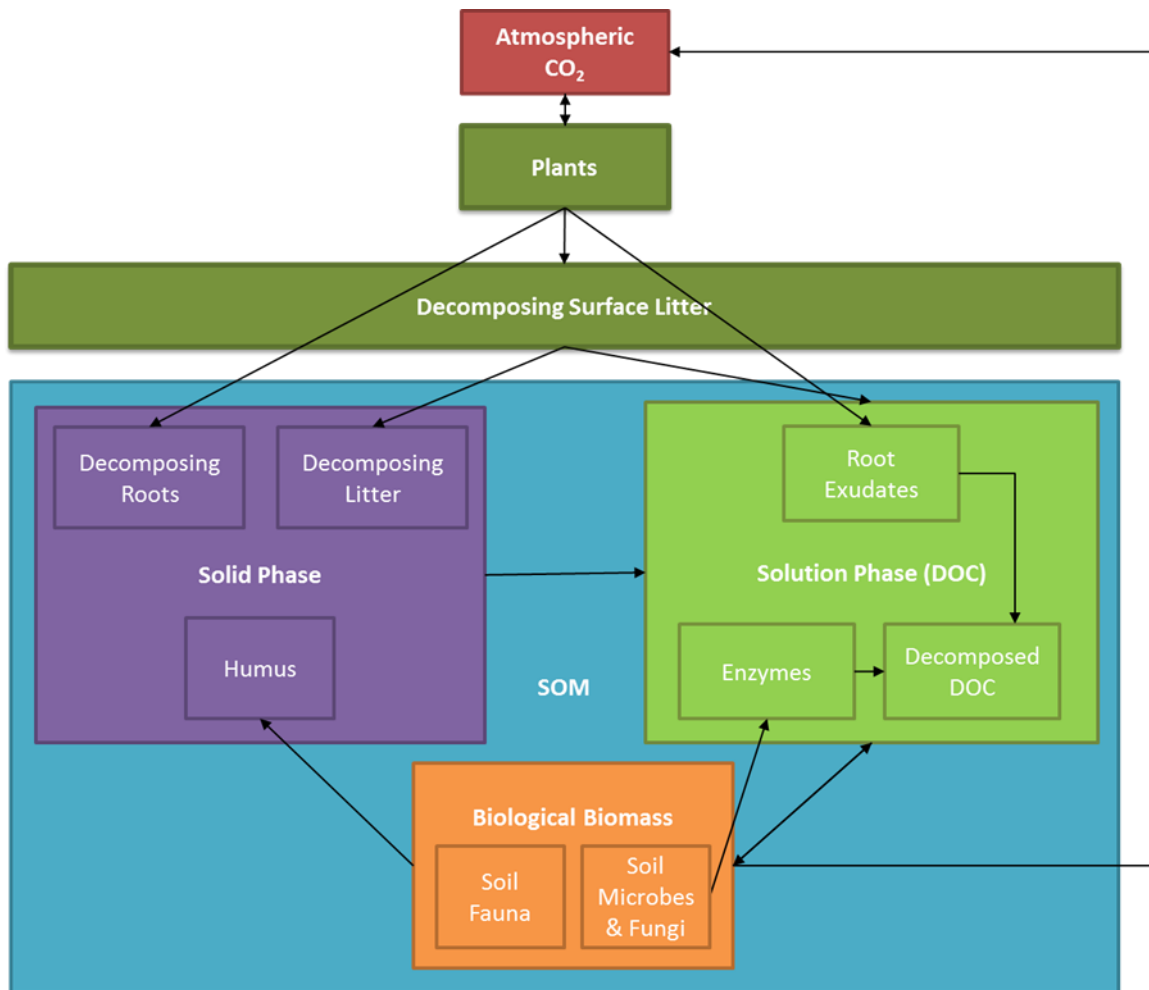 Atmospheric
CO₂
Plants
Decomposing Surface Litter
Decomposing
Roots
Decomposing
Litter
Root
Exudates
Solid Phase
Solution Phase (DOC)
Humus
SOM
Enzymes
Decomposed
DOC
Biological Biomass
Soil
Fauna
Soil
Microbes
& Fungi